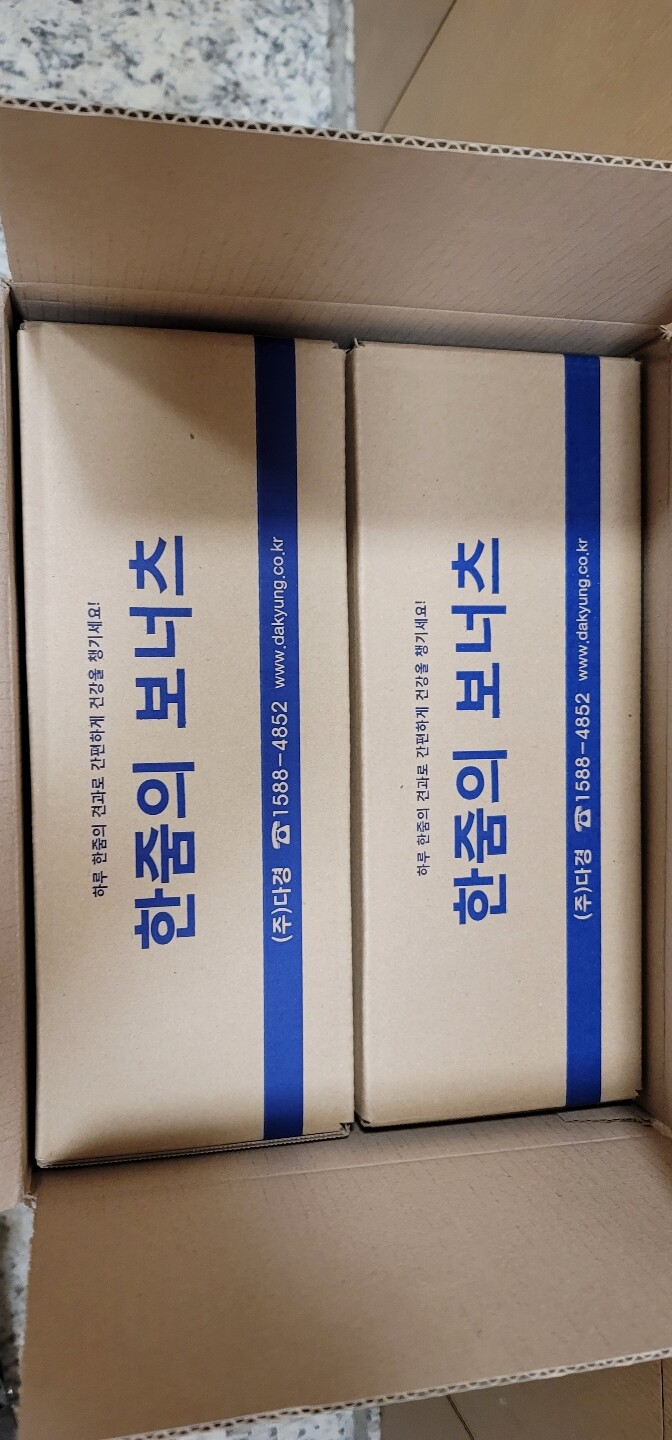 하루 한줌의 견과로 간편하게 건강을 챙기세요!
한줌의 보너츠
(주)다경 ☎1588-4852 www.dakyung.co.kr
하루 한줌의 견과로 간편하게 건강을 챙기세요!
한줌의 보너츠
(주)다경 ☎1588-4852 www.dakyung.co.kr